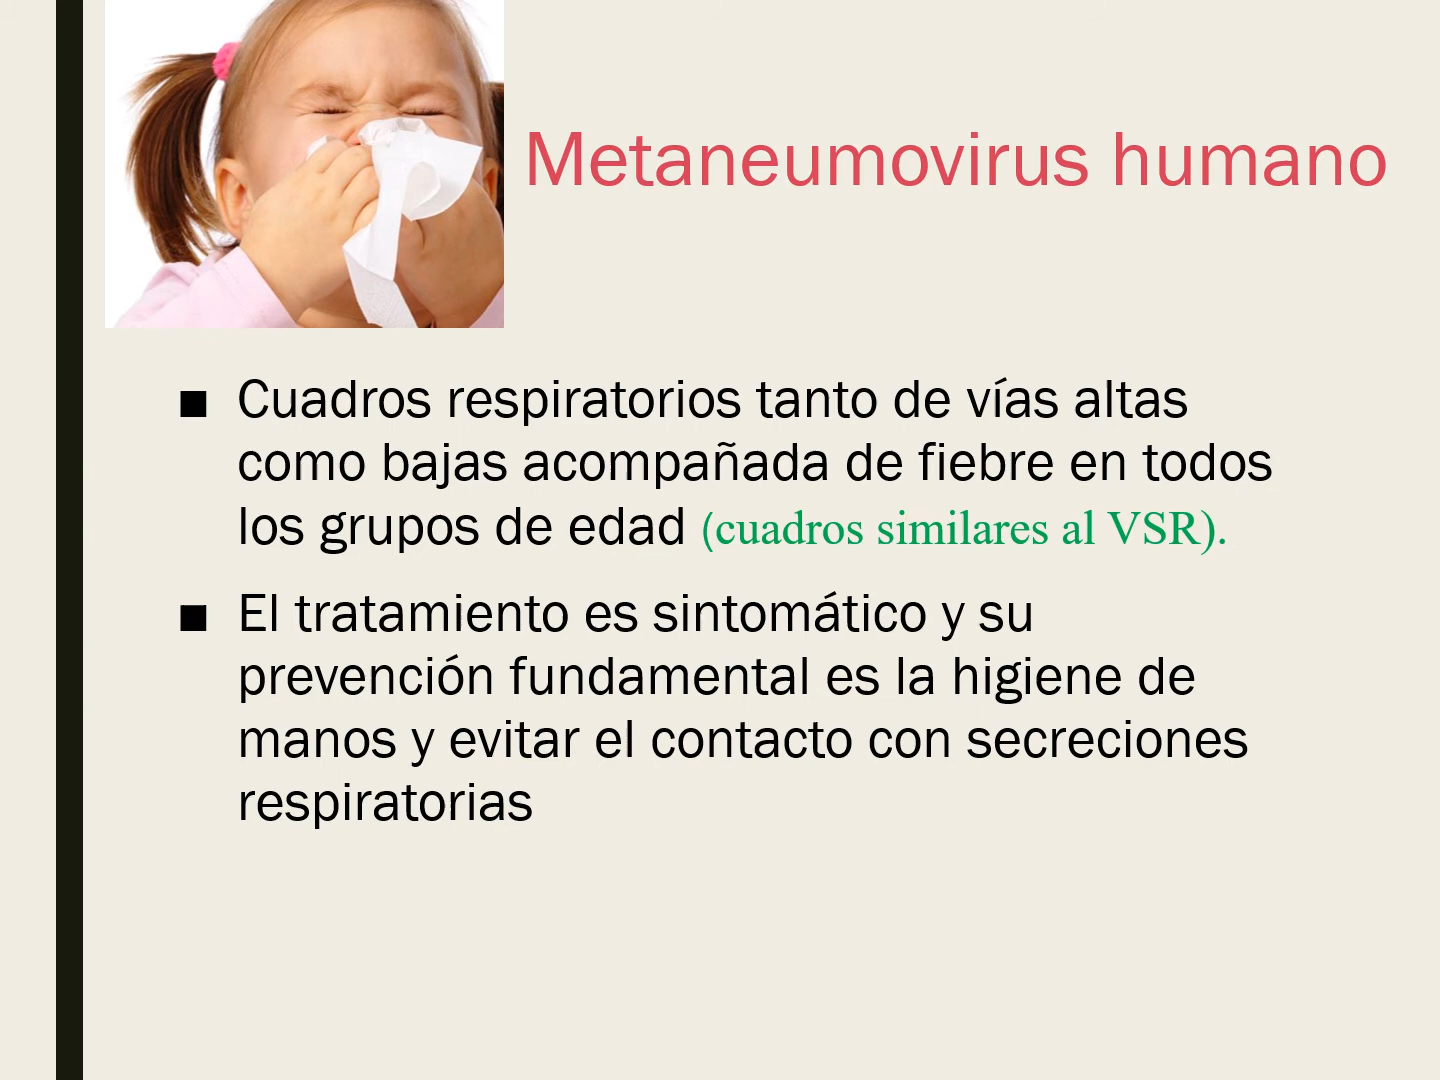 Metaneumovirus humano
■ Cuadros respiratorios tanto de vías altas
como bajas acompañada de fiebre en todos
los grupos de edad (cuadros similares al VSR).
■ El tratamiento es sintomático y su
prevención fundamental es la higiene de
manos y evitar el contacto con secreciones
respiratorias